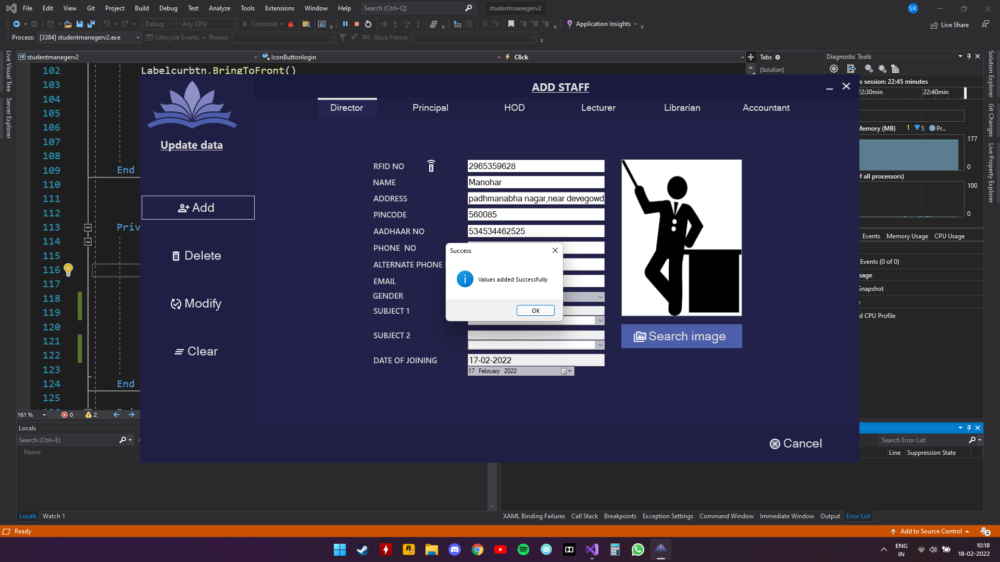 File Edit View Git Project Build Debug Test Analyze Tools Extensions Window Help Search (Ctrl+Q) studentmanegerv2 SK
Debug Any CPU Continue Application Insights Live Share
Process: [3384] studentmanegerv2.exe Lifecycle Events Thread: Stack Frame:
Live Visual Tree
Server Explorer
studentmanegerv2 IconButtonlogin Click
VB
Tabs
[Solution]
102 Labelcurbtn.BringToFront()
103
104
105
106
107
108
109 End
110
111
112
113 Priv
114
115
116
117
118
119
120
121
122
123
124 End
125
161 % 0 2
Update data
Add
Delete
Modify
Clear
ADD STAFF
Director Principal HOD Lecturer Librarian Accountant
RFID NO 2965359628
NAME Manohar
ADDRESS padhmanabha nagar,near devegowd
PINCODE 560085
AADHAAR NO 534534462525
PHONE NO
ALTERNATE PHONE
EMAIL
GENDER
SUBJECT 1
SUBJECT 2
DATE OF JOINING 17-02-2022
17 February 2022
Success
Values added Successfully
OK
Search image
Cancel
Diagnostic Tools
s session: 22:45 minutes
22:30min 22:40min
Memory (MB) S Pr...
177
0
f all processors)
100
0
Events Memory Usage CPU Usage
Events (0 of 0)
sage
Snapshot
d CPU Profile
Solution Explorer
Git Changes
Live Property Explorer
Locals
Search (Ctrl+E)
Name
Locals Watch 1
Search Error List
Line Suppression State
XAML Binding Failures Call Stack Breakpoints Exception Settings Command Window Immediate Window Output Error List
Ready Add to Source Control 4
ENG
IN
10:18
18-02-2022